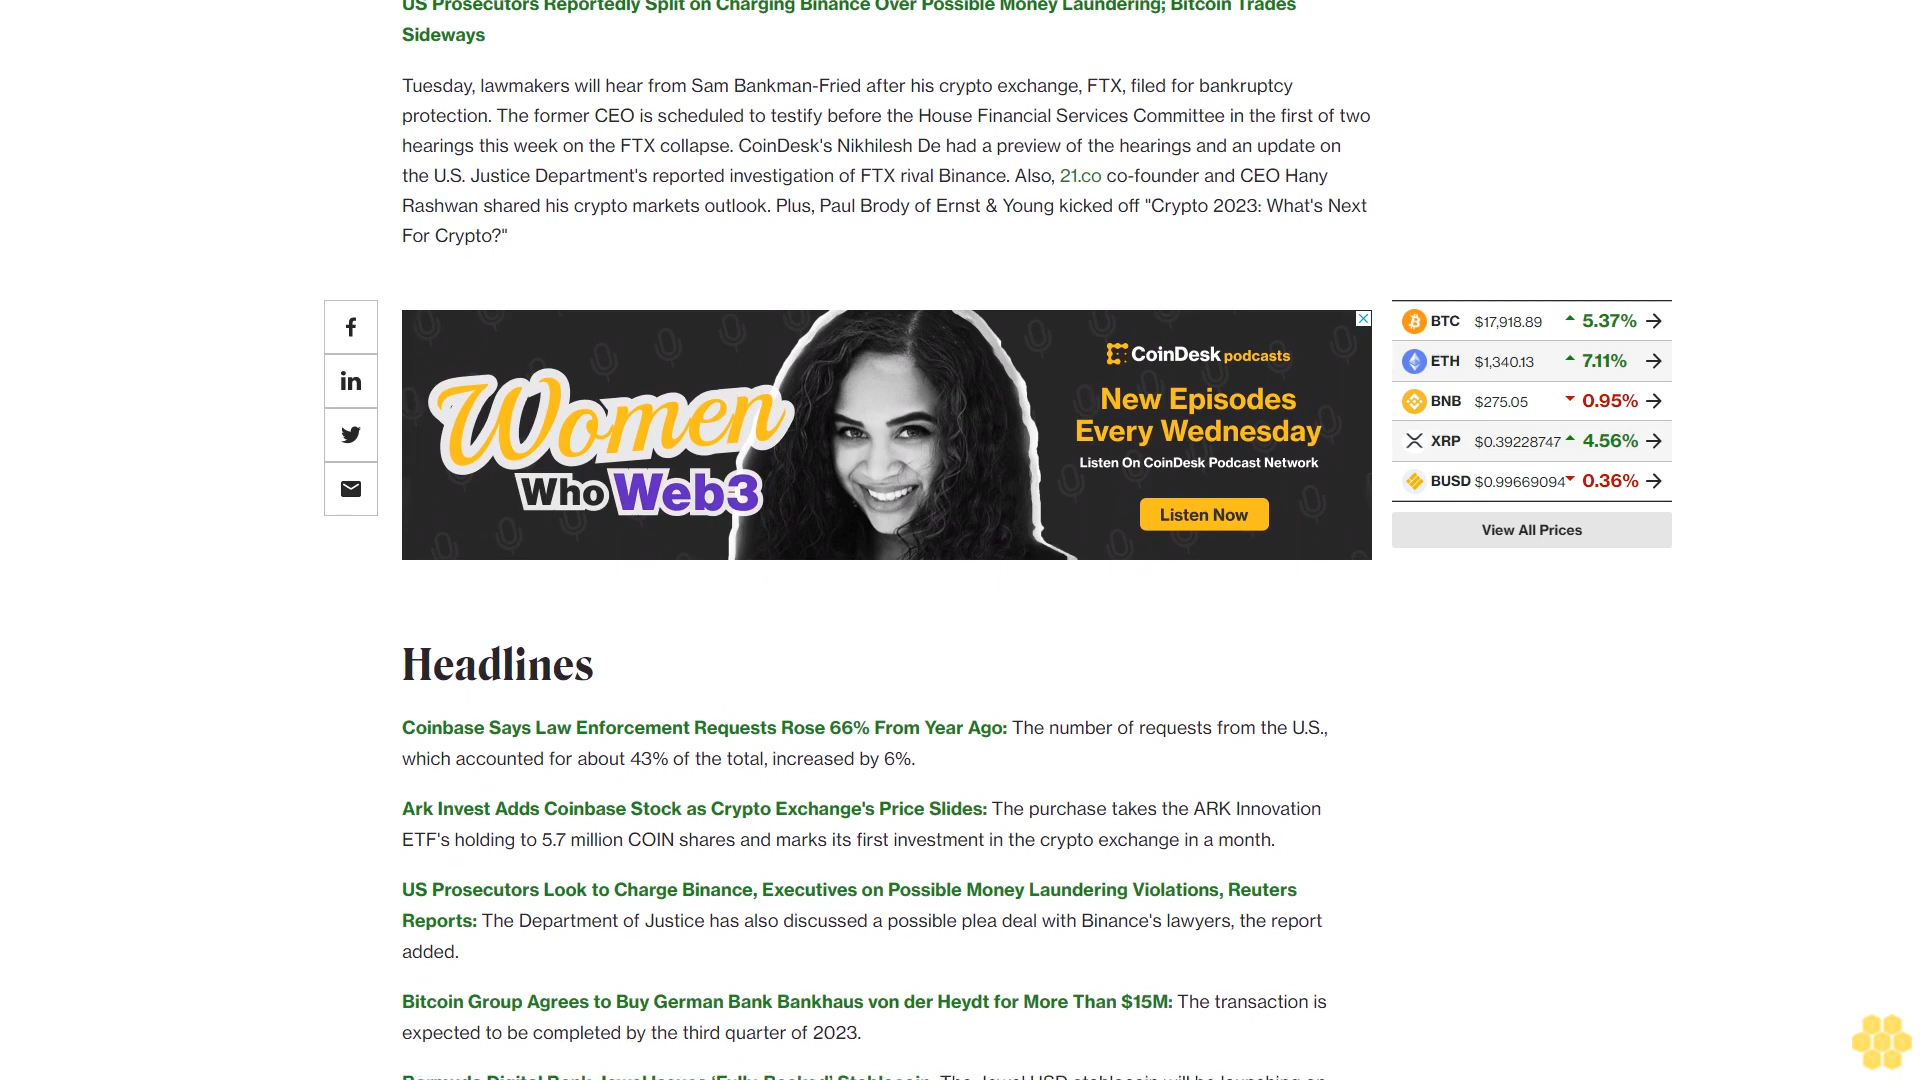 US Prosecutors Reportedly Split on Charging Binance Over Possible Money Laundering; Bitcoin Trades
Sideways
Tuesday, lawmakers will hear from Sam Bankman-Fried after his crypto exchange, FTX, filed for bankruptcy
protection. The former CEO is scheduled to testify before the House Financial Services Committee in the first of two
hearings this week on the FTX collapse. CoinDesk's Nikhilesh De had a preview of the hearings and an update on
the U.S. Justice Department's reported investigation of FTX rival Binance. Also, 21.co co-founder and CEO Hany
Rashwan shared his crypto markets outlook. Plus, Paul Brody of Ernst & Young kicked off "Crypto 2023: What's Next
For Crypto?"
Women
Who Web3
CoinDesk podcasts
New Episodes
Every Wednesday
Listen On CoinDesk Podcast Network
Listen Now
BTC $17,918.89 5.37%
ETH $1,340.13 7.11%
BNB $275.05 0.95%
XRP $0.39228747 4.56%
BUSD $0.99669094 0.36%
View All Prices
Headlines
Coinbase Says Law Enforcement Requests Rose 66% From Year Ago: The number of requests from the U.S.,
which accounted for about 43% of the total, increased by 6%.
Ark Invest Adds Coinbase Stock as Crypto Exchange's Price Slides: The purchase takes the ARK Innovation
ETF's holding to 5.7 million COIN shares and marks its first investment in the crypto exchange in a month.
US Prosecutors Look to Charge Binance, Executives on Possible Money Laundering Violations, Reuters
Reports: The Department of Justice has also discussed a possible plea deal with Binance's lawyers, the report
added.
Bitcoin Group Agrees to Buy German Bank Bankhaus von der Heydt for More Than $15M: The transaction is
expected to be completed by the third quarter of 2023.
Bermuda Digital Bank Jewel Issues 'Fully-Backed' Stablecoin: The Jewel USD stablecoin will be launching on